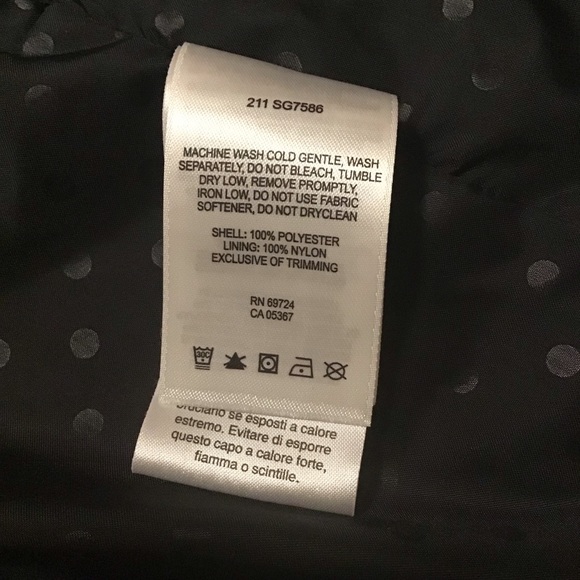 211 SG7586
MACHINE WASH COLD GENTLE, WASH
SEPARATELY, DO NOT BLEACH, TUMBLE
DRY LOW, REMOVE PROMPTLY,
IRON LOW, DO NOT USE FABRIC
SOFTENER, DO NOT DRYCLEAN
SHELL: 100% POLYESTER
LINING: 100% NYLON
EXCLUSIVE OF TRIMMING
RN 69724
CA 05367
30C
bruciano se esposti a calore
estremo. Evitare di esporre
questo capo a calore forte,
fiamma o scintille.